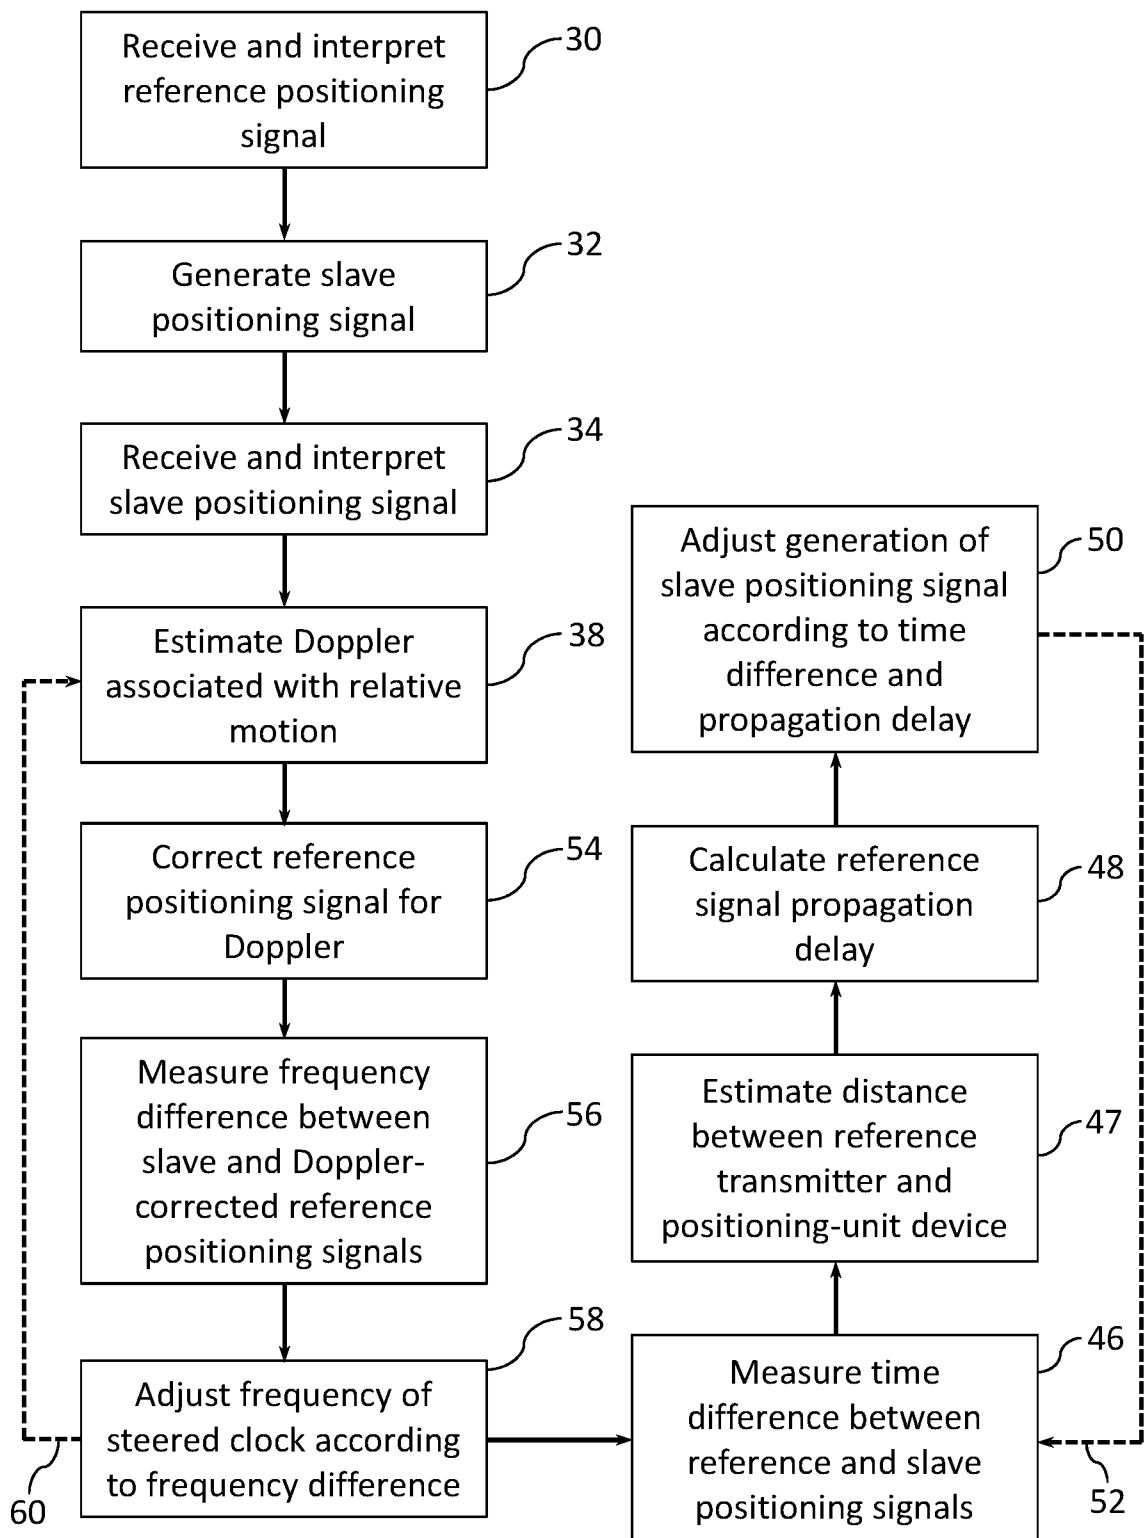 Receive and interpret
reference positioning
signal
30
Generate slave
positioning signal
32
Receive and interpret
slave positioning signal
34
Estimate Doppler
associated with relative
motion
38
Correct reference
positioning signal for
Doppler
54
Measure frequency
difference between
slave and Doppler-
corrected reference
positioning signals
56
Adjust frequency of
steered clock according
to frequency difference
58
60
Measure time
difference between
reference and slave
positioning signals
46
52
Estimate distance
between reference
transmitter and
positioning-unit device
47
Calculate reference
signal propagation
delay
48
Adjust generation of
slave positioning signal
according to time
difference and
propagation delay
50